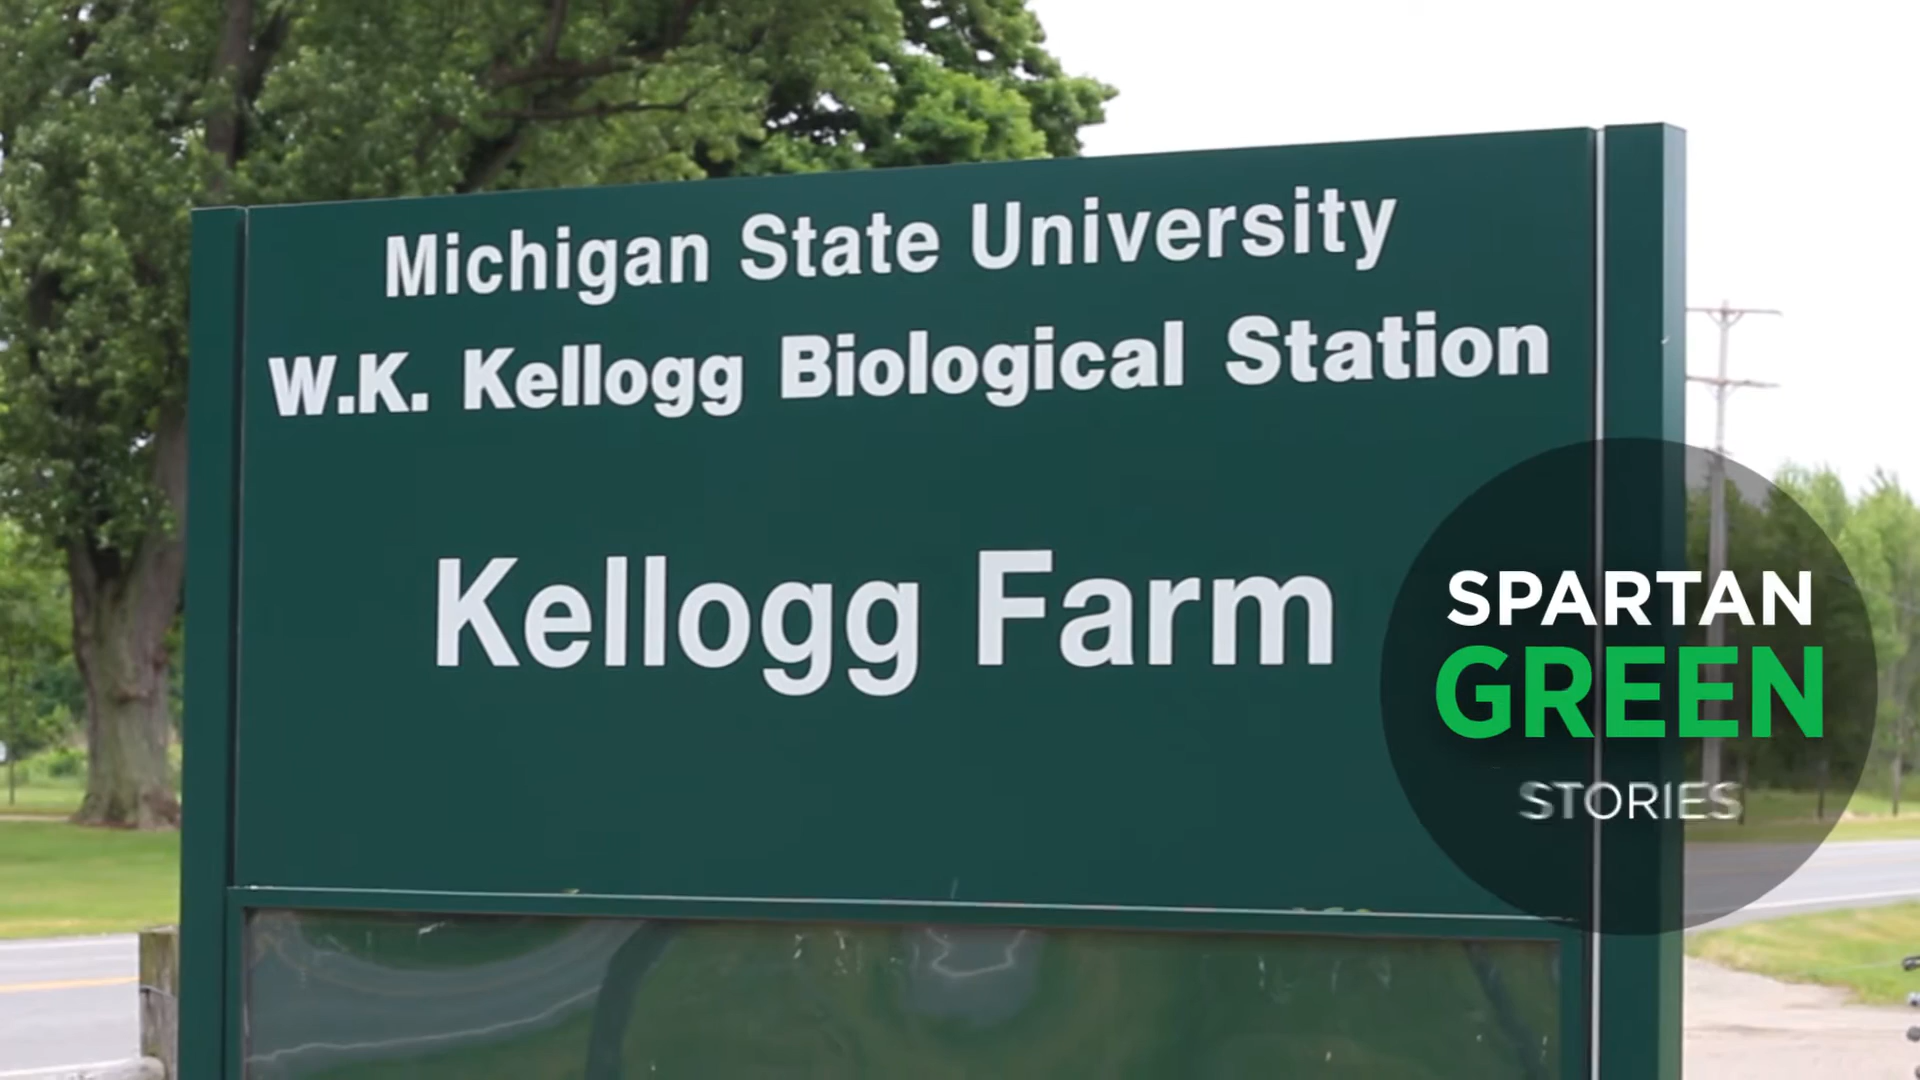 Michigan State University
W.K. Kellogg Biological Station
Kellogg Farm
SPARTAN
GREEN
STORIES